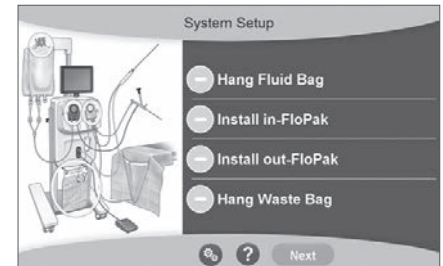 System Setup
Hang Fluid Bag
Install in-FloPak
Install out-FloPak
Hang Waste Bag
?
Next